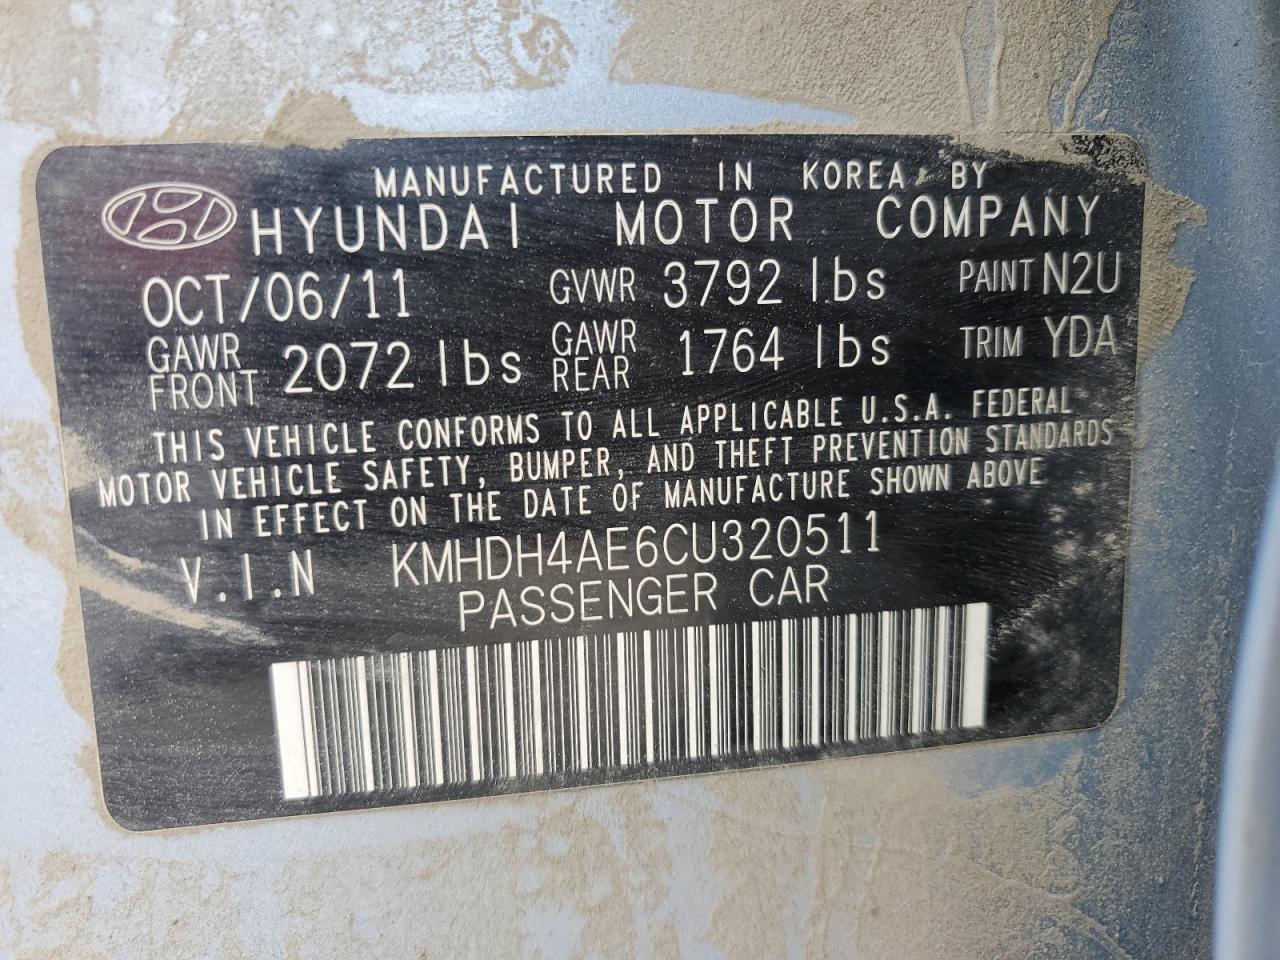 MANUFACTURED IN KOREA BY
HYUNDAI MOTOR COMPANY
OCT/06/11 GVWR 3792 lbs PAINT N2U
GAWR FRONT 2072 lbs GAWR REAR 1764 lbs TRIM YDA
THIS VEHICLE CONFORMS TO ALL APPLICABLE U.S.A. FEDERAL
MOTOR VEHICLE SAFETY, BUMPER, AND THEFT PREVENTION STANDARDS
IN EFFECT ON THE DATE OF MANUFACTURE SHOWN ABOVE
V.I.N KMHDH4AE6CU320511
PASSENGER CAR